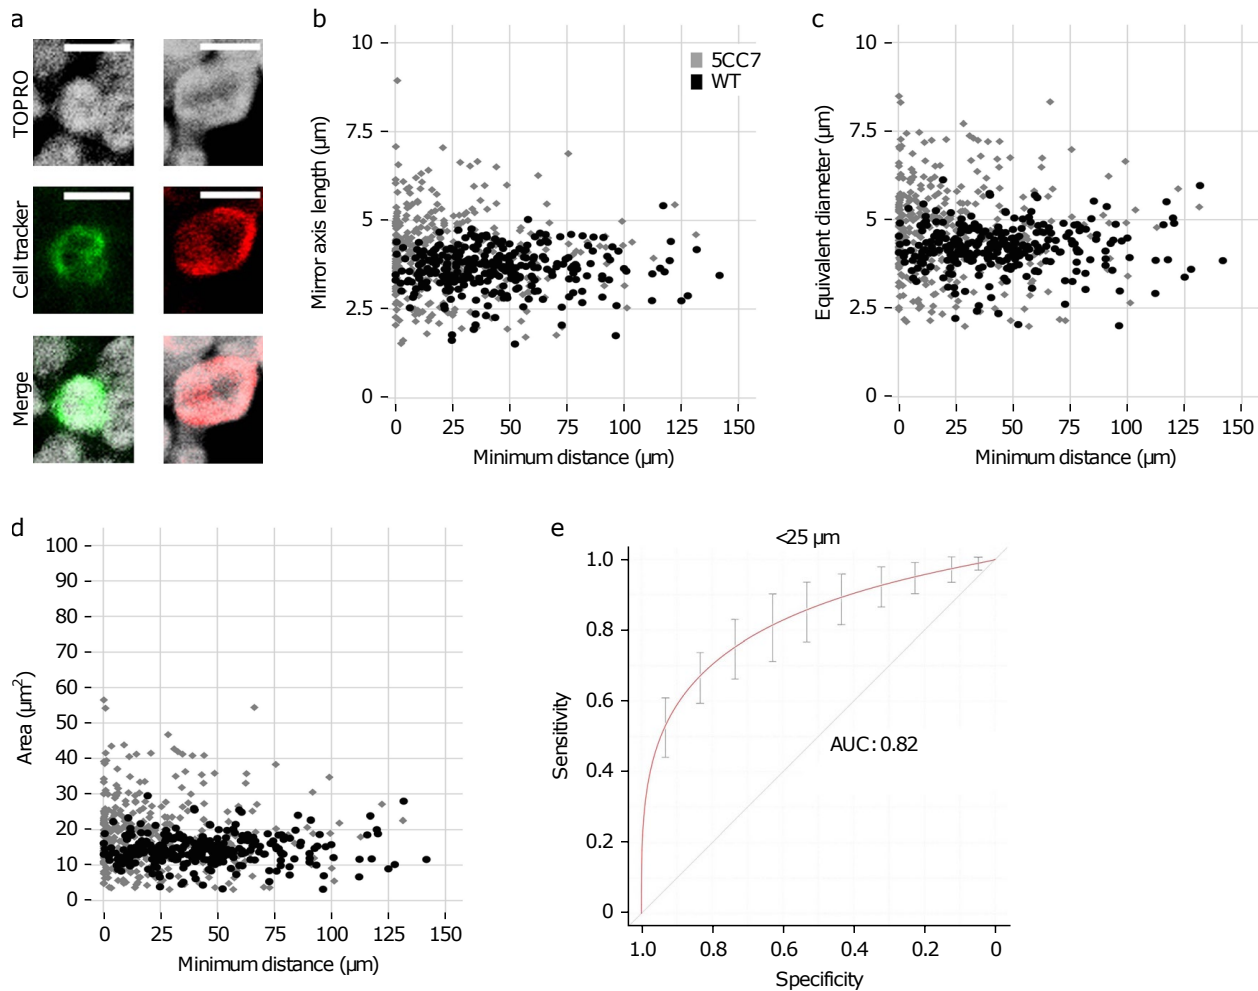 a
TOPRO
Cell tracker
Merge
b
Mirror axis length (µm)
10
7.5
5
2.5
0
5CC7
WT
0 25 50 75 100 125 150
Minimum distance (µm)
c
Equivalent diameter (µm)
10
7.5
5
2.5
0
0 25 50 75 100 125 150
Minimum distance (µm)
d
Area (µm²)
100
90
80
70
60
50
40
30
20
10
0
0 25 50 75 100 125 150
Minimum distance (µm)
e
<25 µm
Sensitivity
1.0
0.8
0.6
0.4
0.2
0
AUC: 0.82
1.0 0.8 0.6 0.4 0.2 0
Specificity